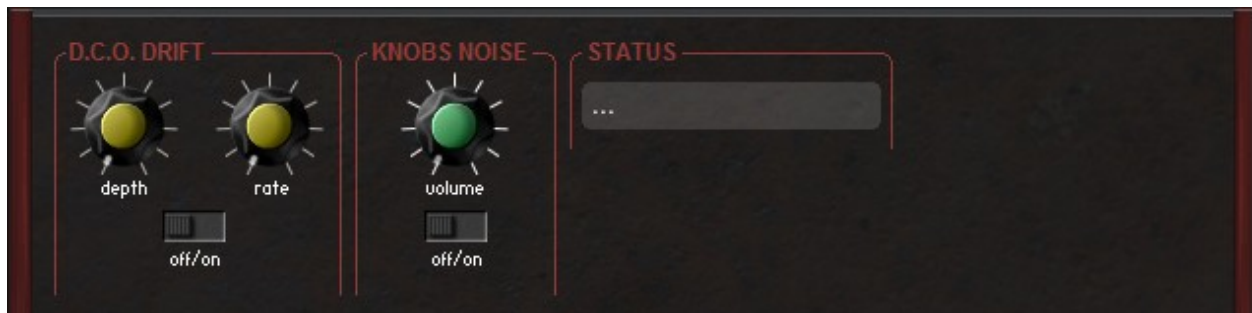 D.C.O. DRIFT
KNOBS NOISE
STATUS
...
depth
rate
volume
off/on
off/on